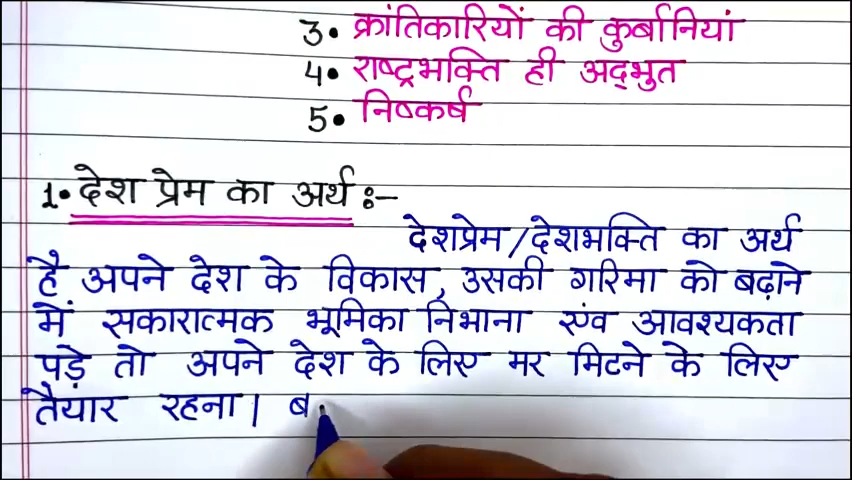 3. क्रांतिकारियों की कुर्बानियां
4. राष्ट्रभक्ति ही अद्भुत
5. निष्कर्ष
1. देश प्रेम का अर्थ :-
देशप्रेम/देशभक्ति का अर्थ
है अपने देश के विकास, उसकी गरिमा को बढ़ाने
में सकारात्मक भूमिका निभाना एंव आवश्यकता
पड़े तो अपने देश के लिए मर मिटने के लिए
तैयार रहना। ब